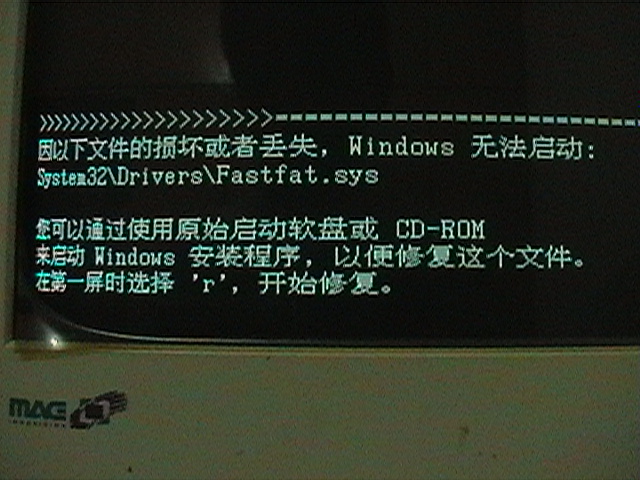 >>>>>>>>>>>>>>>>>>>>>>>
因以下文件的损坏或者丢失，Windows 无法启动:
System32\Drivers\Fastfat.sys
您可以通过使用原始启动软盘或 CD-ROM
来启动 Windows 安装程序，以便修复这个文件。
在第一屏时选择 'r'，开始修复。
MAG